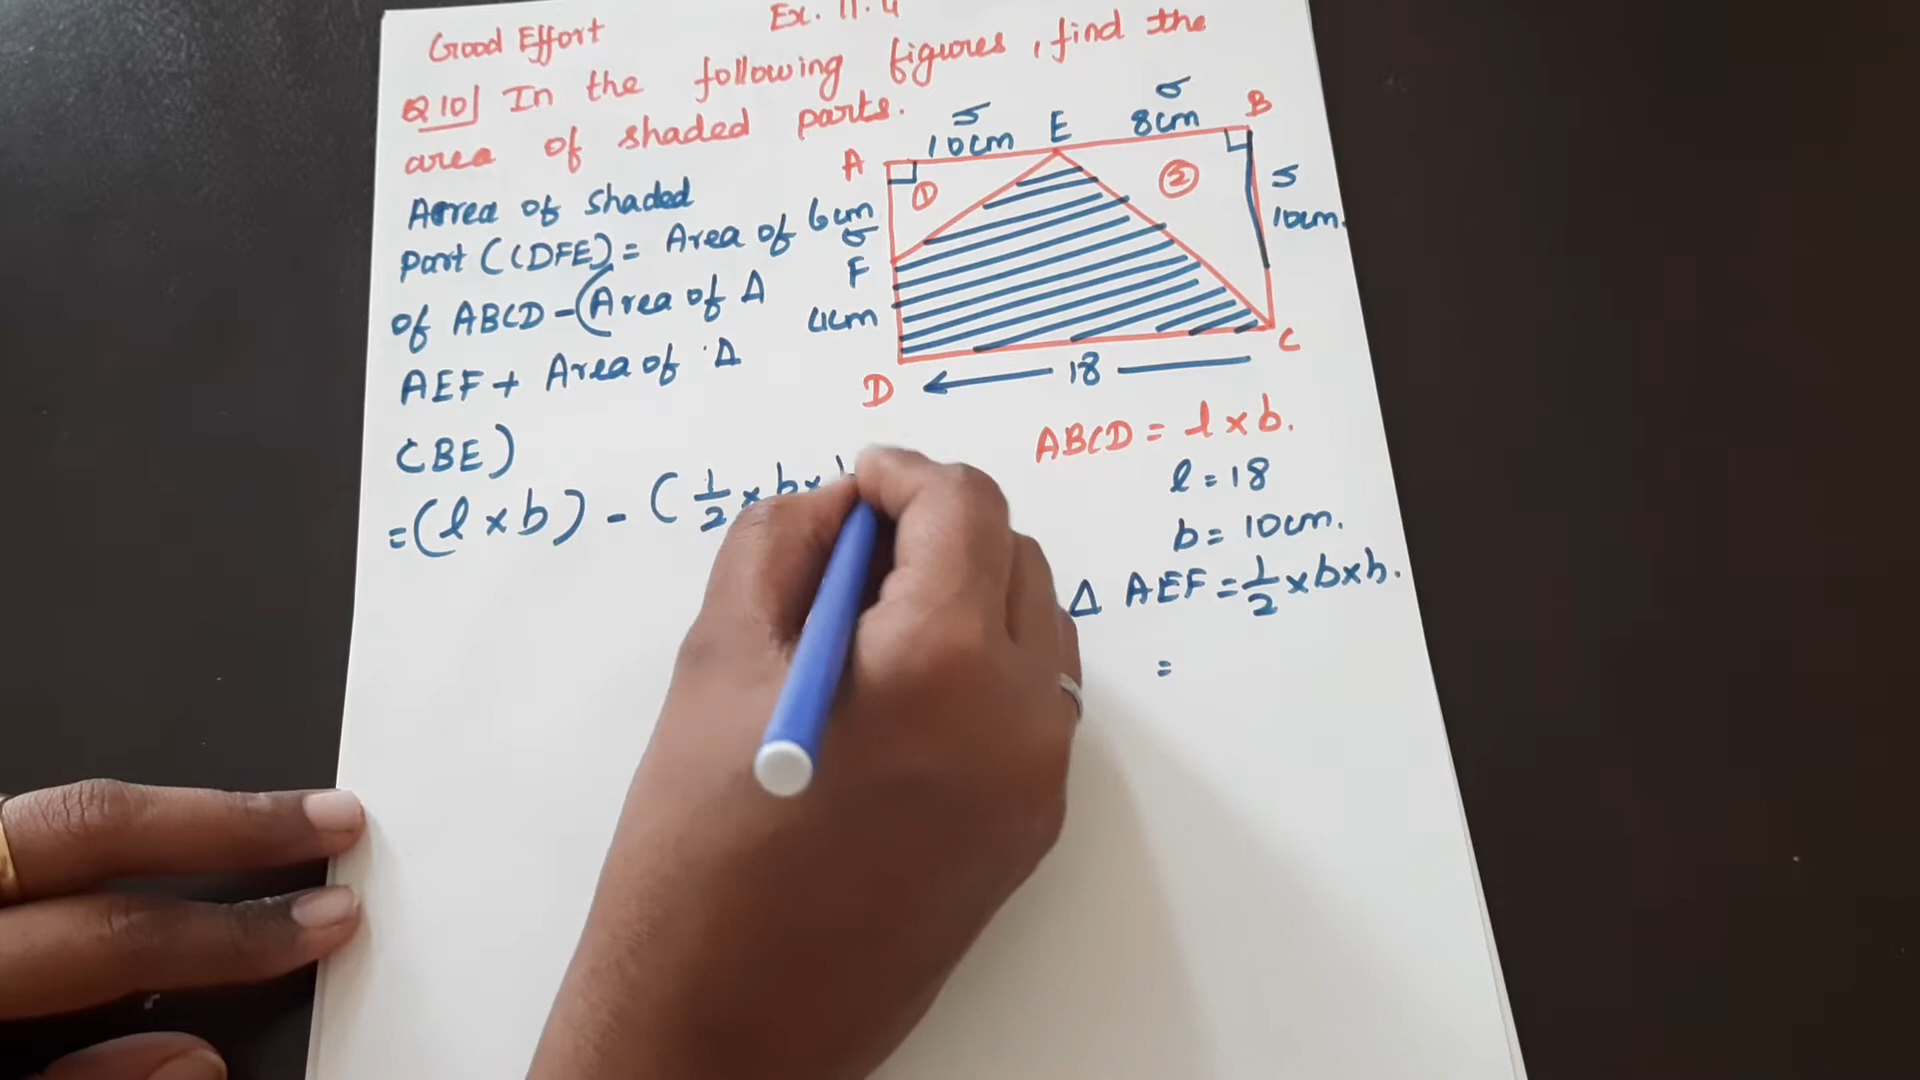 Good Effort Ex. 11.4
Q10] In the following figures, find the
area of shaded parts.
A 10cm E 8cm B
① ②
6cm
F
4cm
10cm.
D 18 C
Area of shaded
part (CDFE) = Area of
of ABCD - (Area of Δ
AEF + Area of Δ
CBE)
= (l × b) - (1/2 × b ×
ABCD = l × b.
l = 18
b = 10cm.
Δ AEF = 1/2 × b × h.
=